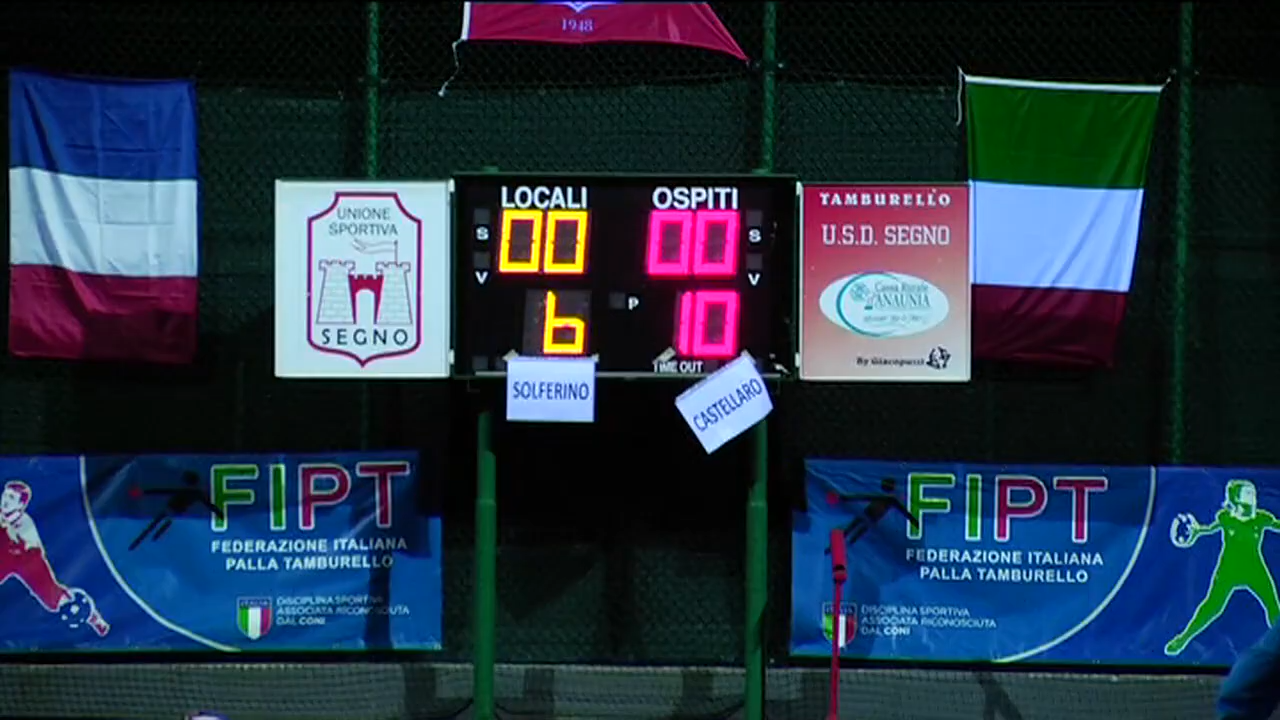 1948
LOCALI
OSPITI
00
00
S
S
V
V
P
6
10
TIME OUT
SOLFERINO
CASTELLARO
UNIONE
SPORTIVA
SEGNO
TAMBURELLO
U.S.D. SEGNO
Cassa Rurale
d'ANAUNIA
By Giacopuzzi
FIPT
FEDERAZIONE ITALIANA
PALLA TAMBURELLO
ITALIA
DISCIPLINA SPORTIVA
ASSOCIATA RICONOSCIUTA
DAL CONI
FIPT
FEDERAZIONE ITALIANA
PALLA TAMBURELLO
DISCIPLINA SPORTIVA
ASSOCIATA RICONOSCIUTA
DAL CONI